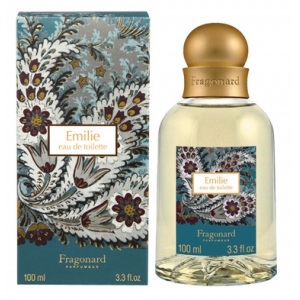 Emilie
eau de toilette
Fragonard
PARFUMEUR
100 ml 3.3 fl.oz
Fragonard
Emilie
eau de toilette
Fragonard
PARFUMEUR
100 ml 3.3 fl.oz